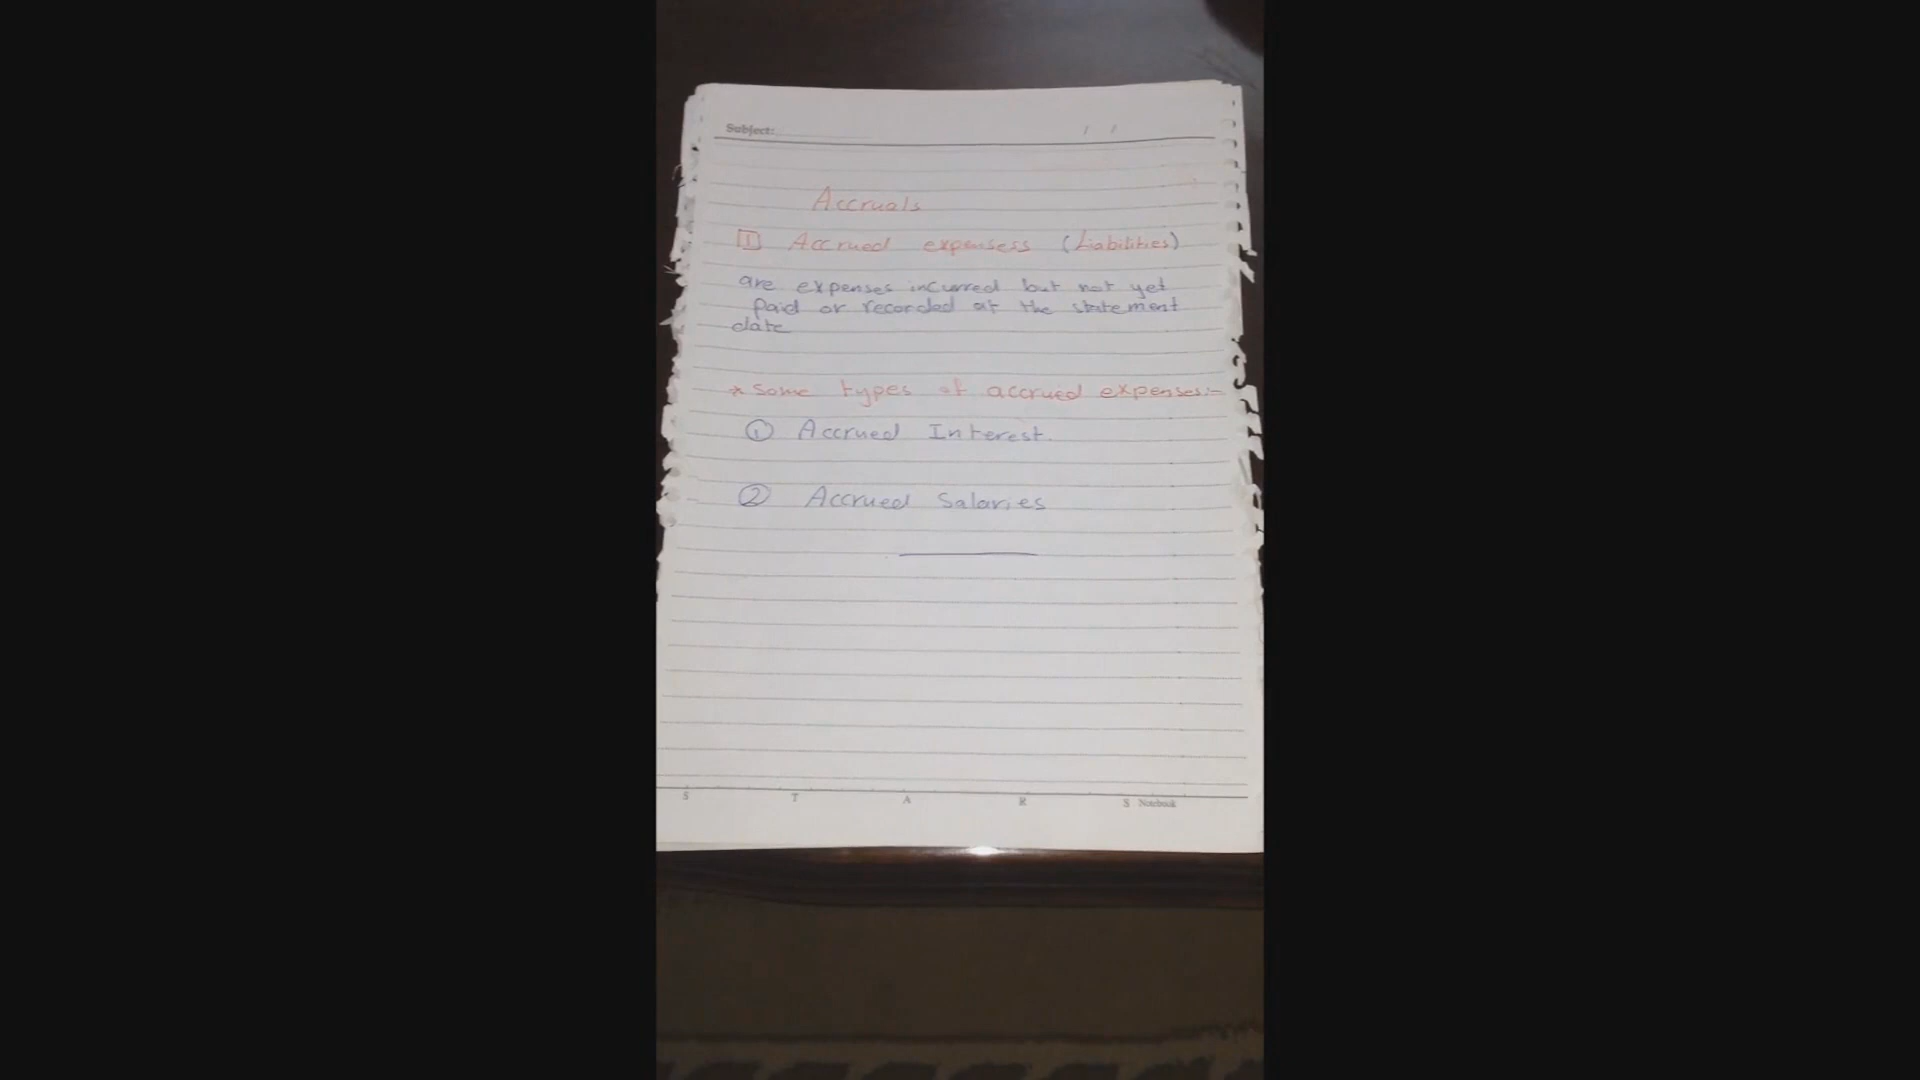 Subject: / /
Accruals
1 Accrued expensess (Liabilities)
are expenses incurred but not yet
paid or recorded at the statement
date
* Some types of accrued expenses:-
1 Accrued Interest.
2 Accrued Salaries
S T A R S Notebook